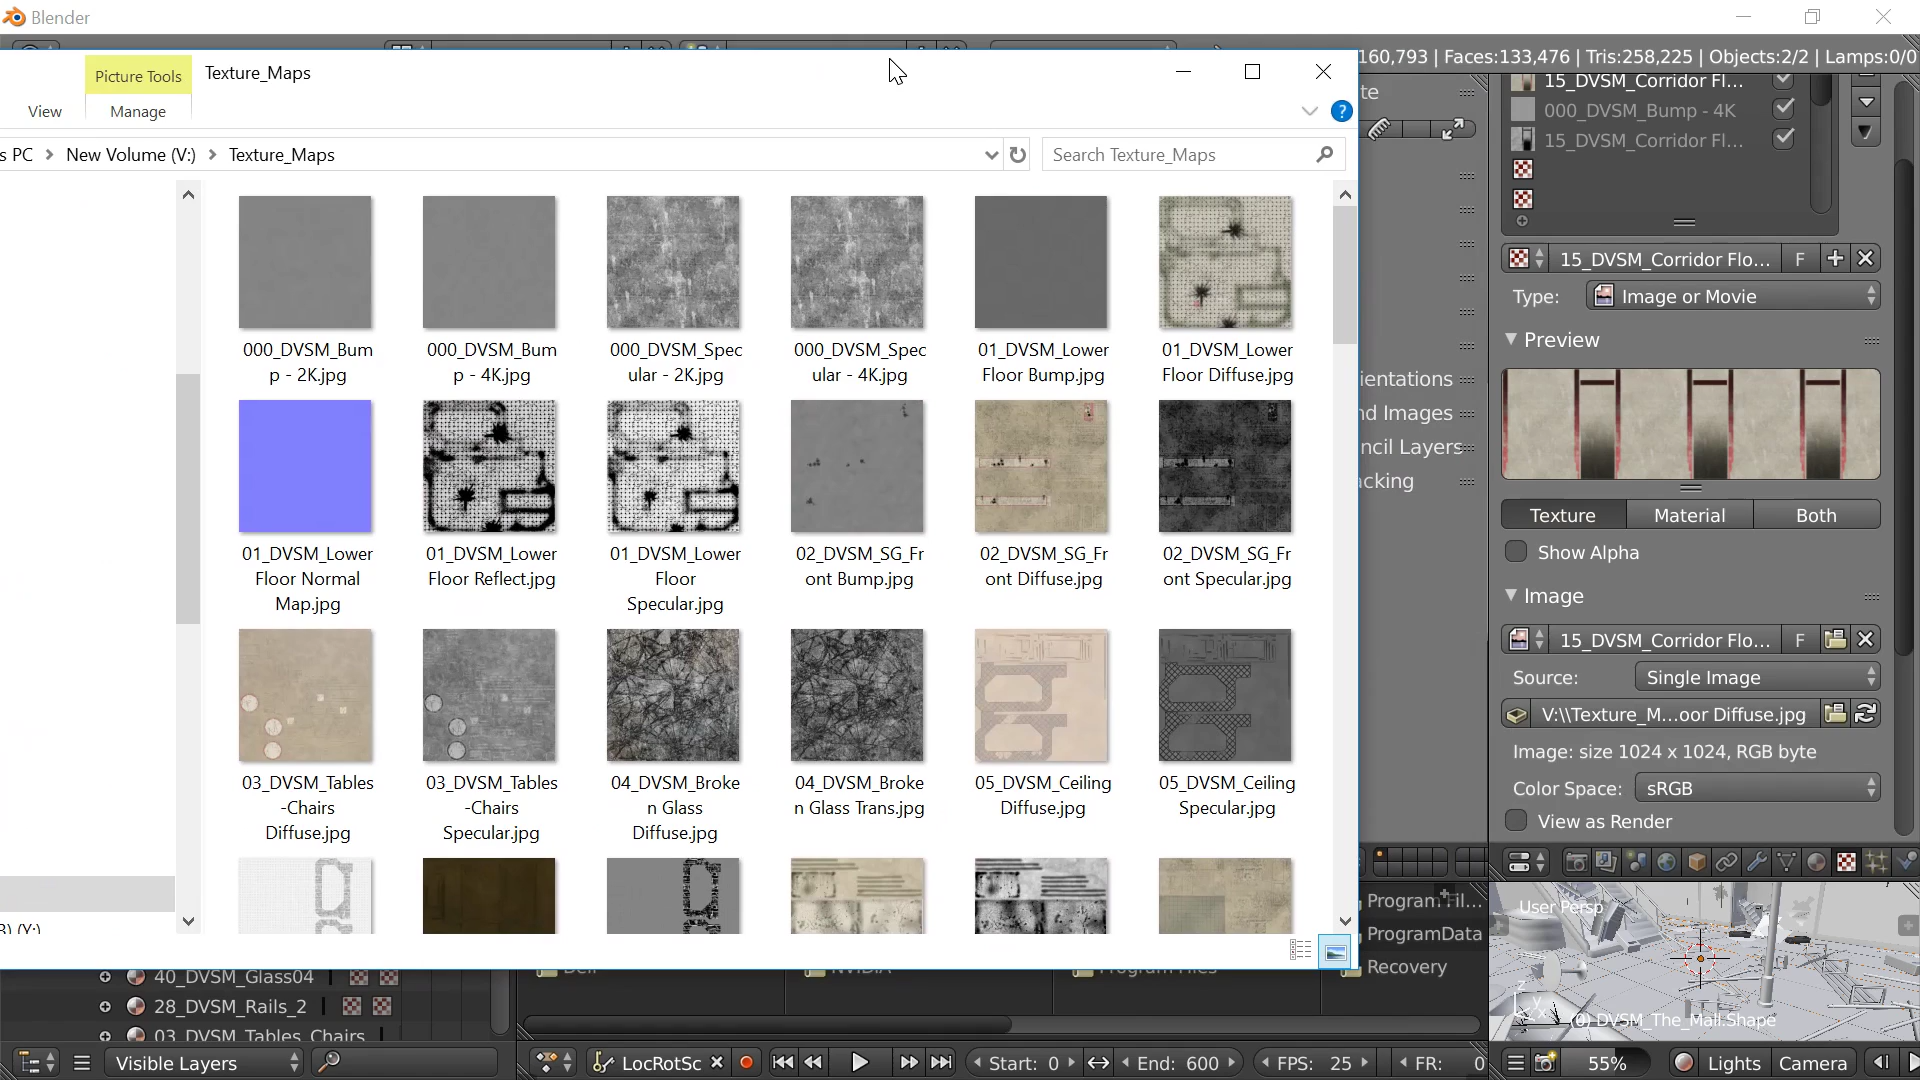 Blender
160,793 | Faces:133,476 | Tris:258,225 | Objects:2/2 | Lamps:0/0
Picture Tools
Texture_Maps
View
Manage
s PC > New Volume (V:) > Texture_Maps
Search Texture_Maps
000_DVSM_Bum
p - 2K.jpg
000_DVSM_Bum
p - 4K.jpg
000_DVSM_Spec
ular - 2K.jpg
000_DVSM_Spec
ular - 4K.jpg
01_DVSM_Lower
Floor Bump.jpg
01_DVSM_Lower
Floor Diffuse.jpg
01_DVSM_Lower
Floor Normal
Map.jpg
01_DVSM_Lower
Floor Reflect.jpg
01_DVSM_Lower
Floor
Specular.jpg
02_DVSM_SG_Fr
ont Bump.jpg
02_DVSM_SG_Fr
ont Diffuse.jpg
02_DVSM_SG_Fr
ont Specular.jpg
03_DVSM_Tables
-Chairs
Diffuse.jpg
03_DVSM_Tables
-Chairs
Specular.jpg
04_DVSM_Broke
n Glass
Diffuse.jpg
04_DVSM_Broke
n Glass Trans.jpg
05_DVSM_Ceiling
Diffuse.jpg
05_DVSM_Ceiling
Specular.jpg
te
ientations
nd Images
ncil Layers
cking
15_DVSM_Corridor Fl...
000_DVSM_Bump - 4K
15_DVSM_Corridor Fl...
15_DVSM_Corridor Flo... F
Type: Image or Movie
Preview
Texture Material Both
Show Alpha
Image
15_DVSM_Corridor Flo... F
Source: Single Image
V:\\Texture_M...oor Diffuse.jpg
Image: size 1024 x 1024, RGB byte
Color Space: sRGB
View as Render
Program Fil...
ProgramData
Recovery
User Persp
(0) DVSM_The_Mall.Shape
40_DVSM_Glass04
28_DVSM_Rails_2
03_DVSM_Tables_Chairs
Visible Layers
LocRotSc
Start: 0
End: 600
FPS: 25
FR: 0
55%
Lights
Camera